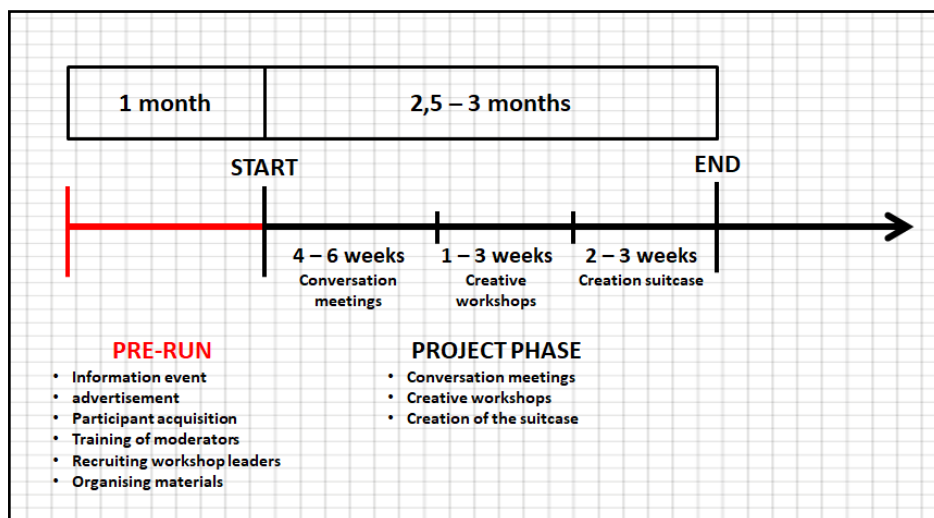 1 month
2,5 – 3 months
START
END
4 – 6 weeks
Conversation
meetings
1 – 3 weeks
Creative
workshops
2 – 3 weeks
Creation suitcase
PRE-RUN
• Information event
• advertisement
• Participant acquisition
• Training of moderators
• Recruiting workshop leaders
• Organising materials
PROJECT PHASE
• Conversation meetings
• Creative workshops
• Creation of the suitcase